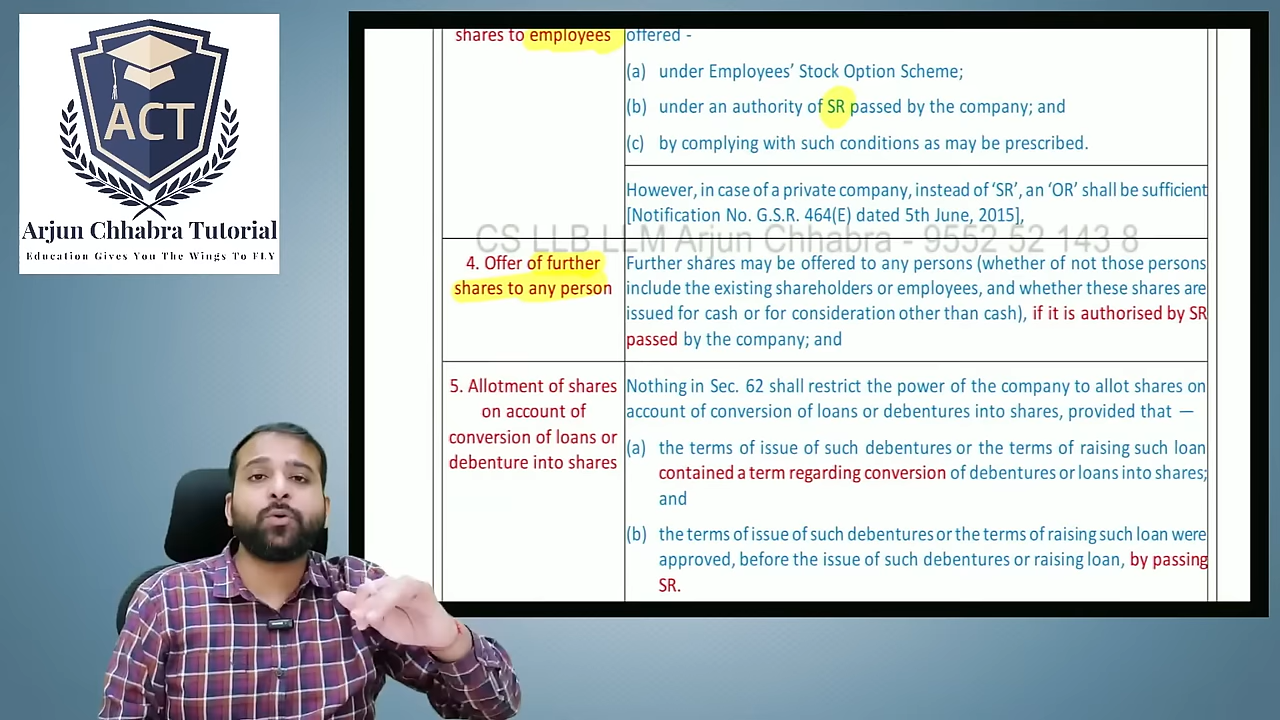 ACT
Arjun Chhabra Tutorial
Education Gives You The Wings To FLY
shares to employees
offered -
(a) under Employees’ Stock Option Scheme;
(b) under an authority of SR passed by the company; and
(c) by complying with such conditions as may be prescribed.
However, in case of a private company, instead of ‘SR’, an ‘OR’ shall be sufficient
[Notification No. G.S.R. 464(E) dated 5th June, 2015],
CS LLB LLM Arjun Chhabra - 9552 52 143 8
4. Offer of further
shares to any person
Further shares may be offered to any persons (whether of not those persons
include the existing shareholders or employees, and whether these shares are
issued for cash or for consideration other than cash), if it is authorised by SR
passed by the company; and
5. Allotment of shares
on account of
conversion of loans or
debenture into shares
Nothing in Sec. 62 shall restrict the power of the company to allot shares on
account of conversion of loans or debentures into shares, provided that —
(a) the terms of issue of such debentures or the terms of raising such loan
contained a term regarding conversion of debentures or loans into shares;
and
(b) the terms of issue of such debentures or the terms of raising such loan were
approved, before the issue of such debentures or raising loan, by passing
SR.